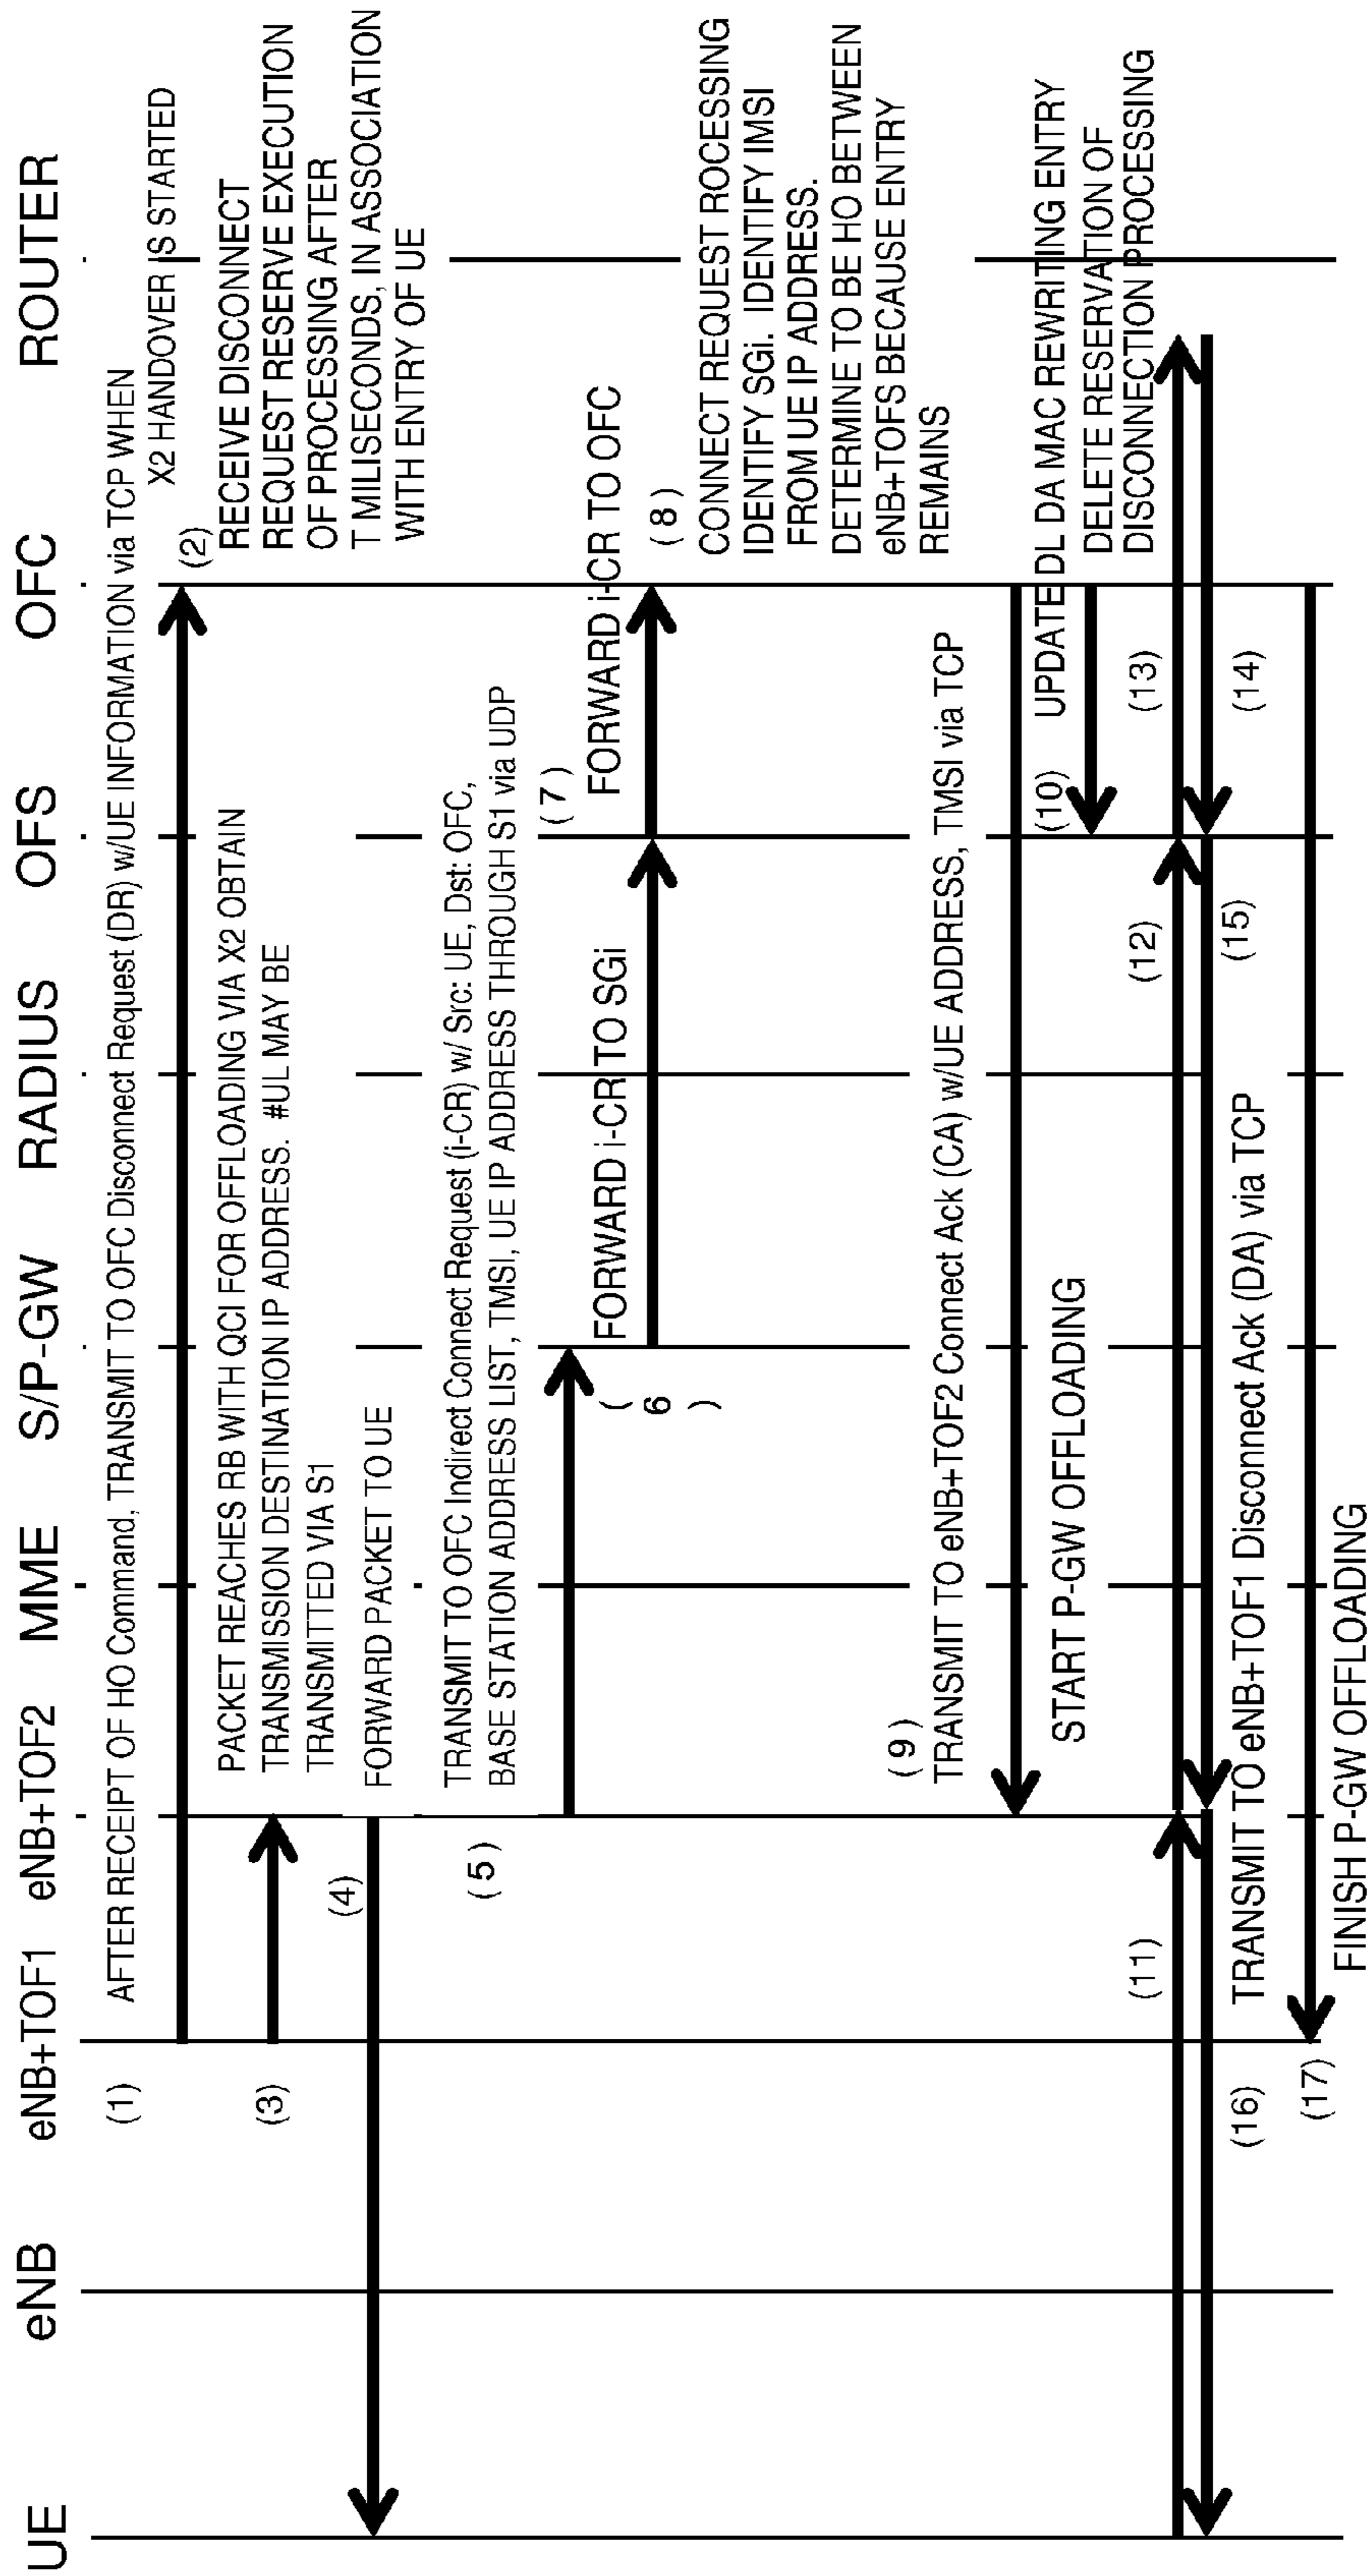 UE eNB eNB+TOF1 eNB+TOF2 MME S/P-GW RADIUS OFS OFC ROUTER
(1)
AFTER RECEIPT OF HO Command, TRANSMIT TO OFC Disconnect Request (DR) w/UE INFORMATION via TCP WHEN
X2 HANDOVER IS STARTED
(2)
RECEIVE DISCONNECT
REQUEST RESERVE EXECUTION
OF PROCESSING AFTER
T MILISECONDS, IN ASSOCIATION
WITH ENTRY OF UE
(3)
PACKET REACHES RB WITH QCI FOR OFFLOADING VIA X2 OBTAIN
TRANSMISSION DESTINATION IP ADDRESS. #UL MAY BE
TRANSMITTED VIA S1
(4)
FORWARD PACKET TO UE
(5)
TRANSMIT TO OFC Indirect Connect Request (i-CR) w/ Src: UE, Dst: OFC,
BASE STATION ADDRESS LIST, TMSI, UE IP ADDRESS THROUGH S1 via UDP
(6)
FORWARD i-CR TO SGi
(7)
FORWARD i-CR TO OFC
(8)
CONNECT REQUEST ROCESSING
IDENTIFY SGi. IDENTIFY IMSI
FROM UE IP ADDRESS.
DETERMINE TO BE HO BETWEEN
eNB+TOFS BECAUSE ENTRY
REMAINS
(9)
TRANSMIT TO eNB+TOF2 Connect Ack (CA) w/UE ADDRESS, TMSI via TCP
START P-GW OFFLOADING
(10)
UPDATED DL DA MAC REWRITING ENTRY
DELETE RESERVATION OF
DISCONNECTION PROCESSING
(11)
(12)
(13)
(14)
(15)
(16)
TRANSMIT TO eNB+TOF1 Disconnect Ack (DA) via TCP
(17)
FINISH P-GW OFFLOADING